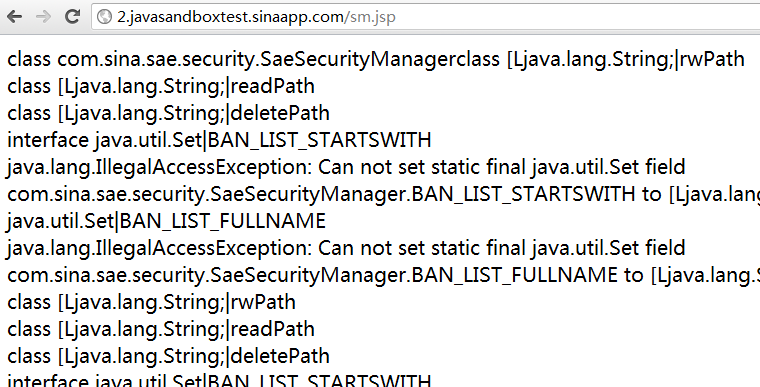 2.javasandboxtest.sinaapp.com/sm.jsp
class com.sina.sae.security.SaeSecurityManagerclass [Ljava.lang.String;|rwPath
class [Ljava.lang.String;|readPath
class [Ljava.lang.String;|deletePath
interface java.util.Set|BAN_LIST_STARTSWITH
java.lang.IllegalAccessException: Can not set static final java.util.Set field
com.sina.sae.security.SaeSecurityManager.BAN_LIST_STARTSWITH to [Ljava.lang
java.util.Set|BAN_LIST_FULLNAME
java.lang.IllegalAccessException: Can not set static final java.util.Set field
com.sina.sae.security.SaeSecurityManager.BAN_LIST_FULLNAME to [Ljava.lang.S
class [Ljava.lang.String;|rwPath
class [Ljava.lang.String;|readPath
class [Ljava.lang.String;|deletePath
interface java.util.Set|BAN_LIST_STARTSWITH